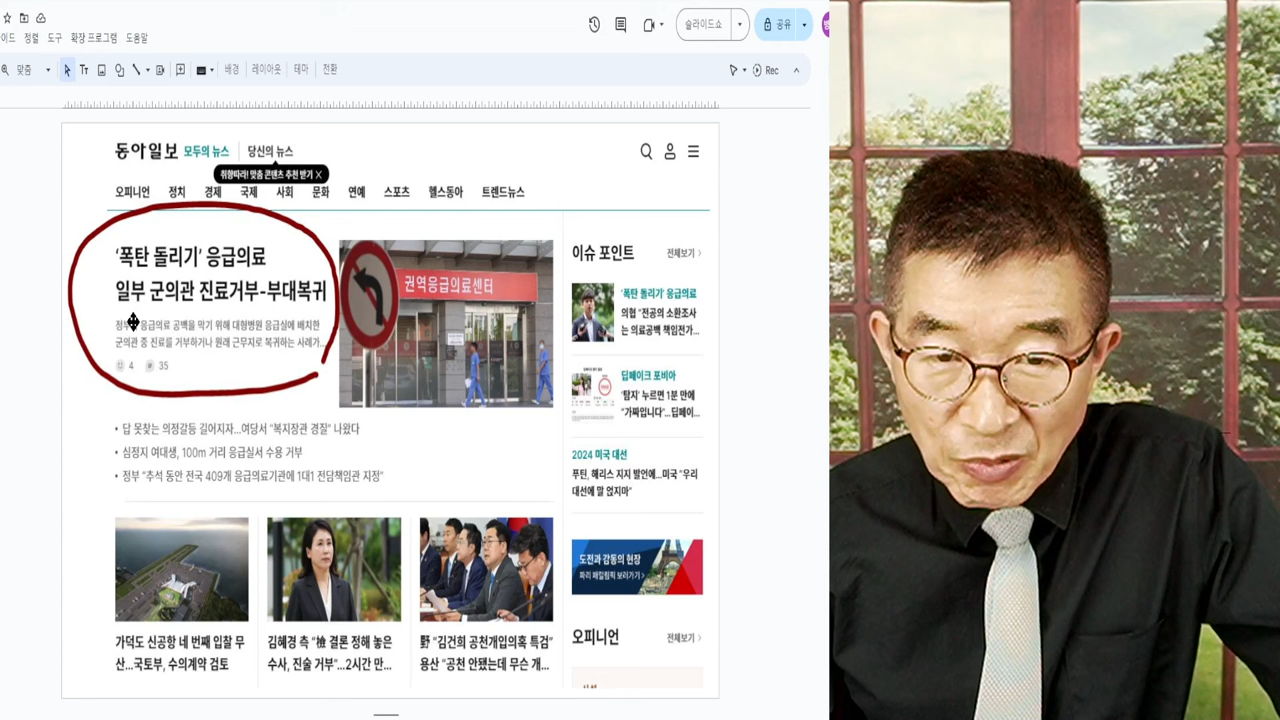 이드 정렬 도구 확장 프로그램 도움말
슬라이드쇼
공유
맞춤
Tт
배경 레이아웃 테마 전환
Rec
동아일보 모두의 뉴스 당신의 뉴스
취향따라! 맞춤 콘텐츠 추천 받기 X
오피니언 정치 경제 국제 사회 문화 연예 스포츠 헬스동아 트렌드뉴스
‘폭탄 돌리기’ 응급의료
일부 군의관 진료거부-부대복귀
응급의료 공백을 막기 위해 대형병원 응급실에 배치한
군의관 중 진료를 거부하거나 원래 근무지로 복귀하는 사례가...
4 35
권역응급의료센터
• 답 못찾는 의정갈등 길어지자...여당서 “복지장관 경질” 나왔다
• 심정지 여대생, 100m 거리 응급실서 수용 거부
• 정부 “추석 동안 전국 409개 응급의료기관에 1대1 전담책임관 지정”
가덕도 신공항 네 번째 입찰 무
산...국토부, 수의계약 검토
김혜경 측 “檢 결론 정해 놓은
수사, 진술 거부”...2시간 만...
野 “김건희 공천개입의혹 특검”
용산 “공천 안됐는데 무슨 개...
이슈 포인트 전체보기 >
‘폭탄 돌리기’ 응급의료
의협 “전공의 소환조사
는 의료공백 책임전가...
딥페이크 포비아
‘탐지’ 누르면 1분 만에
“가짜입니다”...딥페이...
2024 미국 대선
푸틴, 해리스 지지 발언에...미국 “우리
대선에 말 얹지마”
도전과 감동의 현장
파리 패럴림픽 보러가기 >
오피니언 전체보기 >